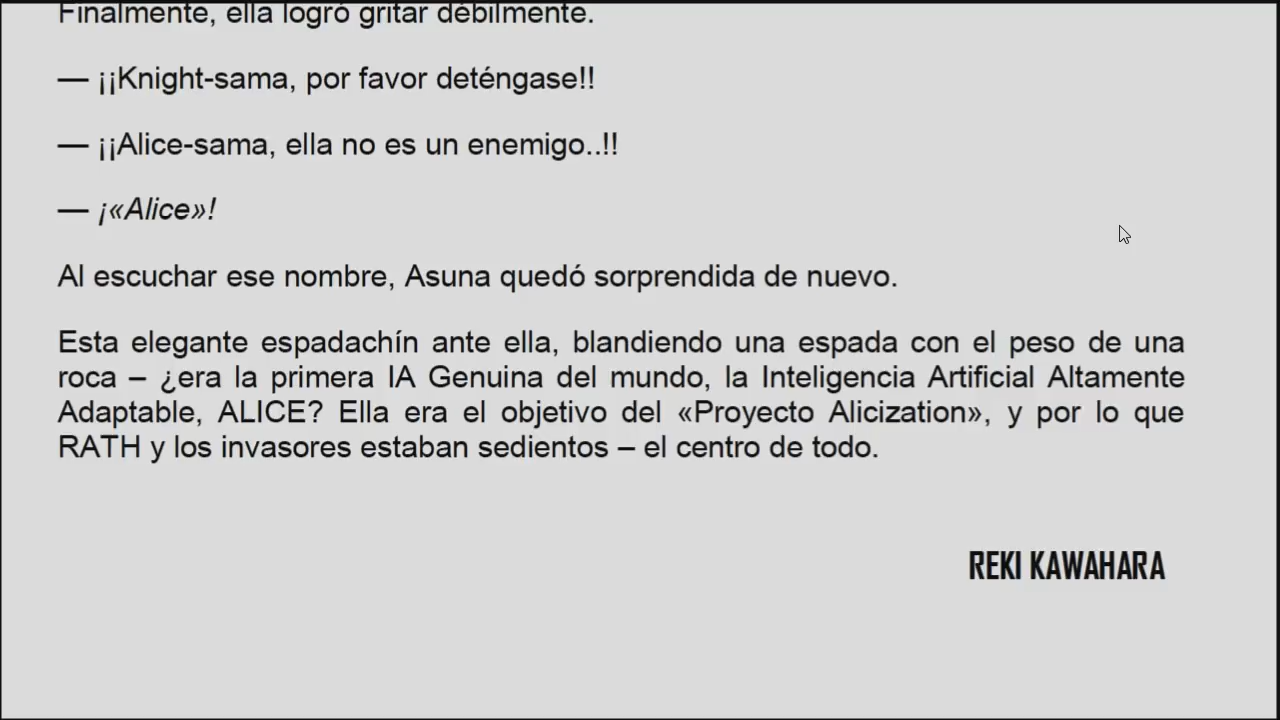 Finalmente, ella logró gritar débilmente.
— ¡¡Knight-sama, por favor deténgase!!
— ¡¡Alice-sama, ella no es un enemigo..!!
— ¡«Alice»!
Al escuchar ese nombre, Asuna quedó sorprendida de nuevo.
Esta elegante espadachín ante ella, blandiendo una espada con el peso de una
roca – ¿era la primera IA Genuina del mundo, la Inteligencia Artificial Altamente
Adaptable, ALICE? Ella era el objetivo del «Proyecto Alicization», y por lo que
RATH y los invasores estaban sedientos – el centro de todo.
REKI KAWAHARA